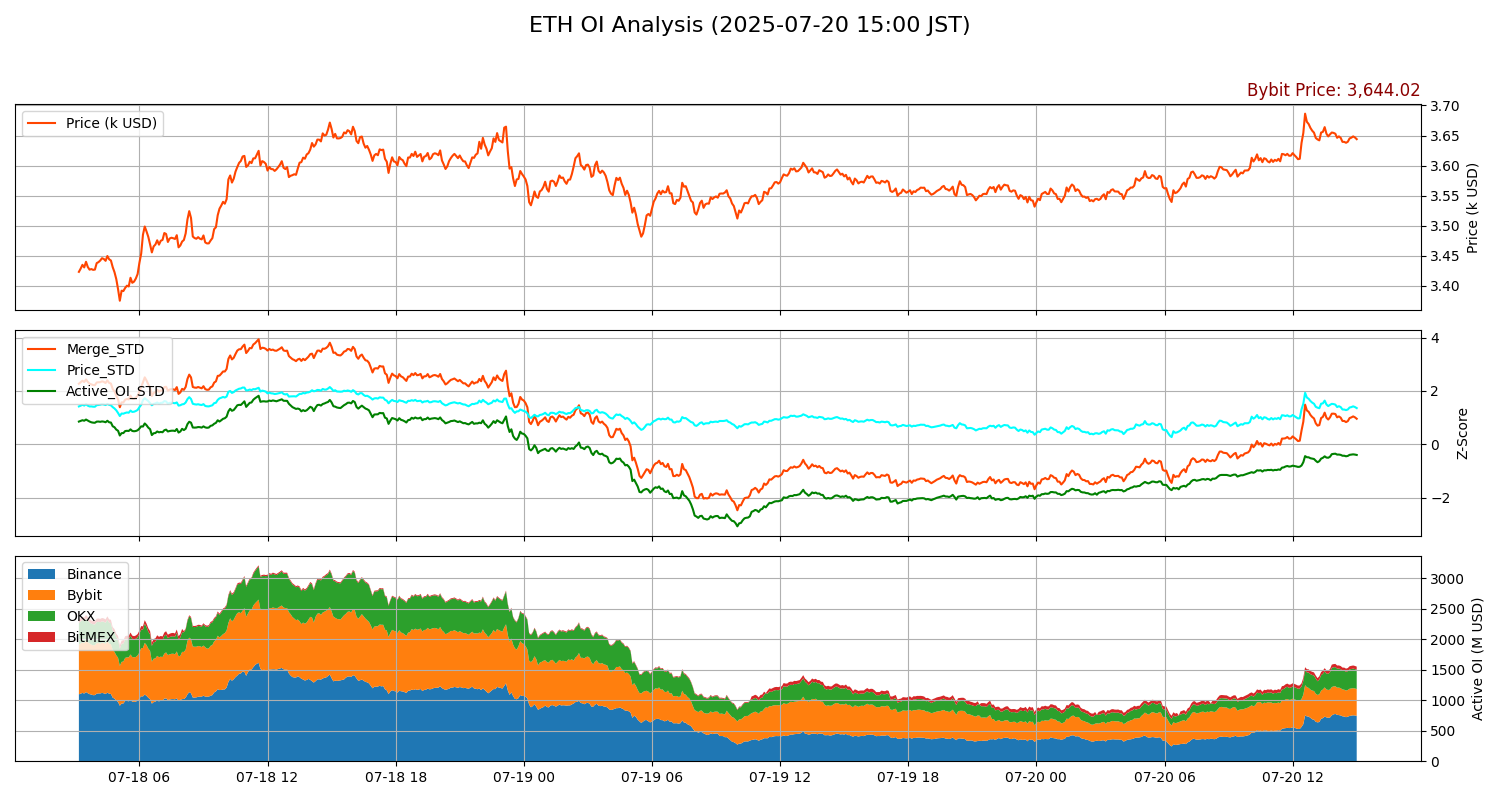 ETH OI Analysis (2025-07-20 15:00 JST)
Bybit Price: 3,644.02
Price (k USD)
3.70
3.65
3.60
3.55
3.50
3.45
3.40
Price (k USD)
Merge_STD
Price_STD
Active_OI_STD
4
2
0
−2
Z-Score
Binance
Bybit
OKX
BitMEX
3000
2500
2000
1500
1000
500
0
Active OI (M USD)
07-18 06
07-18 12
07-18 18
07-19 00
07-19 06
07-19 12
07-19 18
07-20 00
07-20 06
07-20 12